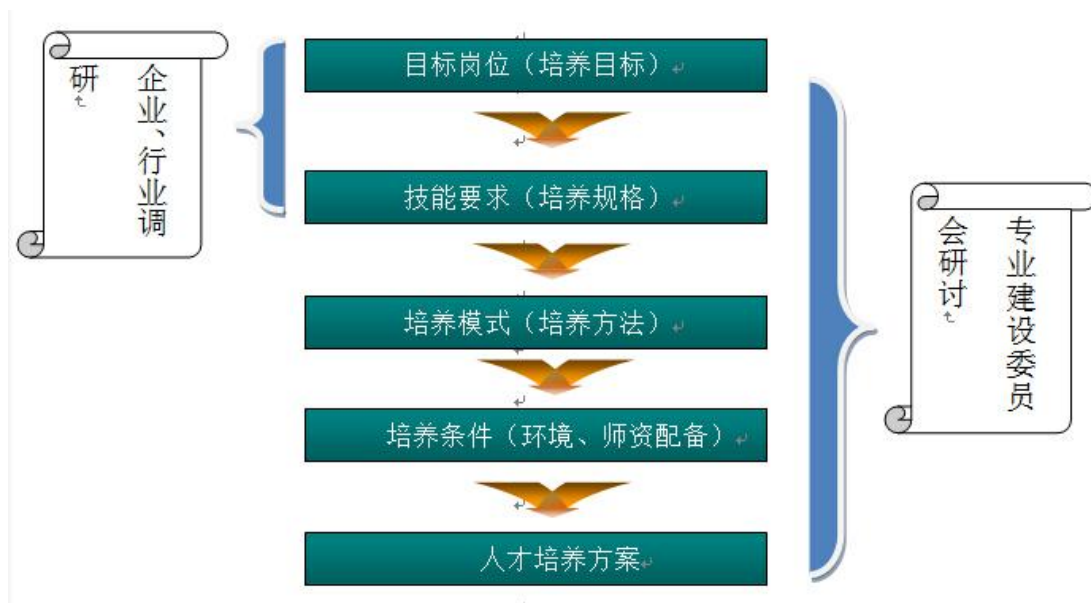 企业、行业调
研
目标岗位（培养目标）
技能要求（培养规格）
培养模式（培养方法）
培养条件（环境、师资配备）
人才培养方案
专业建设委员
会研讨